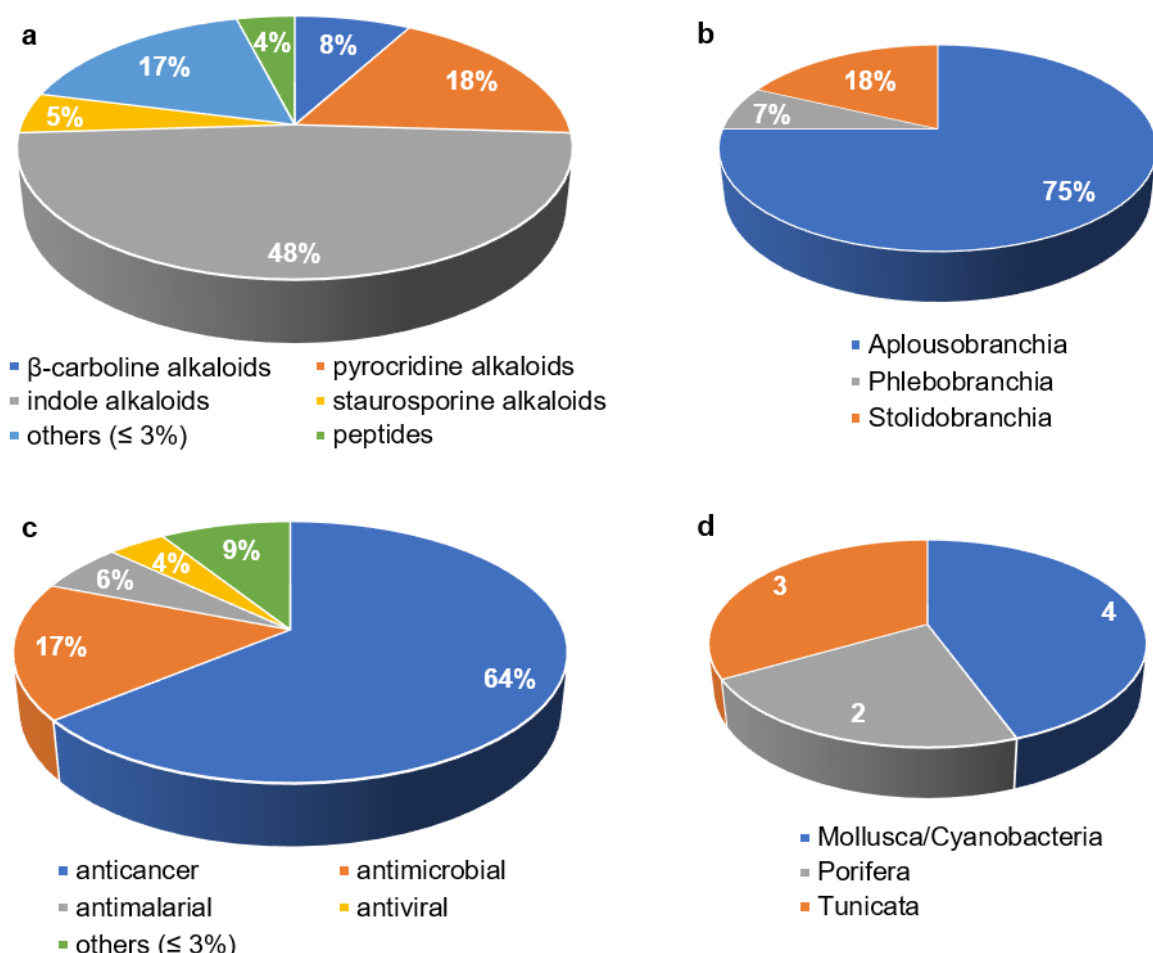 a
4%
8%
17%
18%
5%
48%
β-carboline alkaloids
pyrocridine alkaloids
indole alkaloids
staurosporine alkaloids
others (≤ 3%)
peptides
b
18%
7%
75%
Aplousobranchia
Phlebobranchia
Stolidobranchia
c
9%
4%
6%
17%
64%
anticancer
antimicrobial
antimalarial
antiviral
others (≤ 3%)
d
3
4
2
Mollusca/Cyanobacteria
Porifera
Tunicata